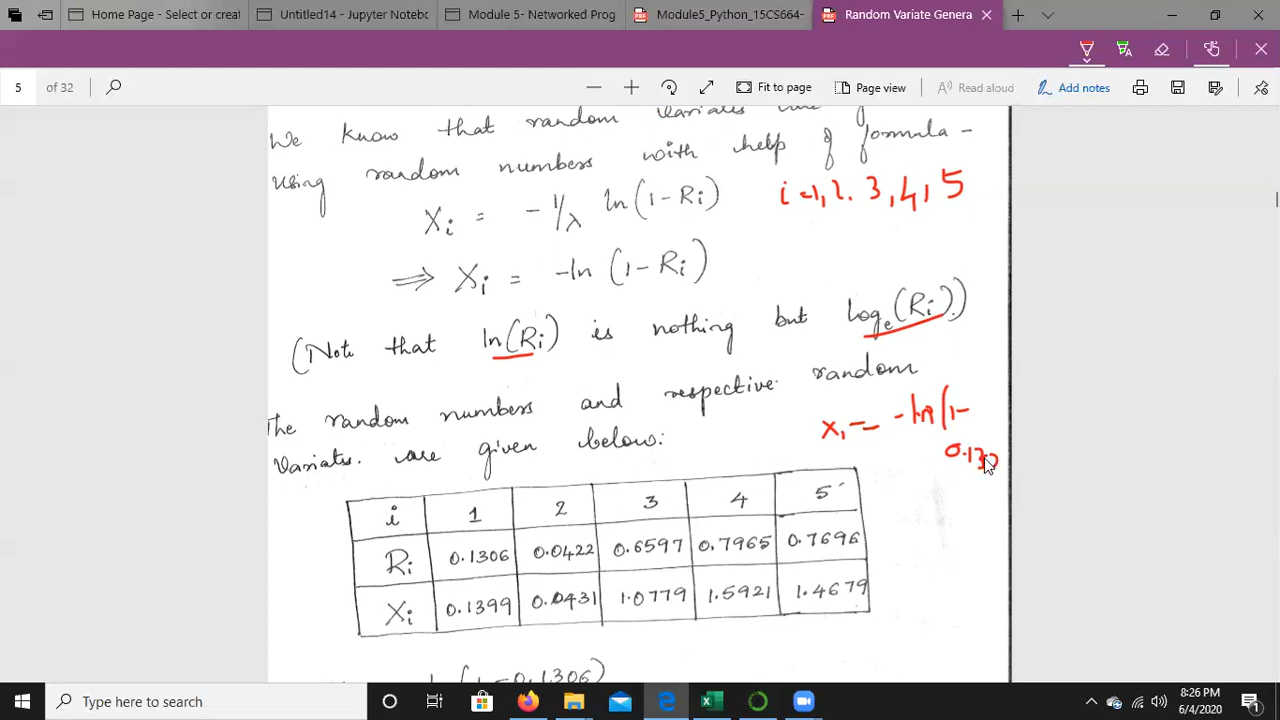 Home Page - Select or creat
Untitled14 - Jupyter Notebo
Module 5- Networked Prog
Module5_Python_15CS664-
Random Variate Genera
5 of 32
Fit to page
Page view
Read aloud
Add notes
We know that random variates are
using random numbers with help of formula -
Xi = - 1/λ ln(1 - Ri)
i = 1, 2. 3, 4, 5
⟹ Xi = -ln (1 - Ri)
(Note that ln(Ri) is nothing but loge(Ri).)
The random numbers and respective random
Variates are given below:
X1 = -ln(1-
0.130
i 1 2 3 4 5
Ri 0.1306 0.0422 0.6597 0.7965 0.7696
Xi 0.1399 0.0431 1.0779 1.5921 1.4679
(1 - 0.1306)
Type here to search
8:26 PM
6/4/2020